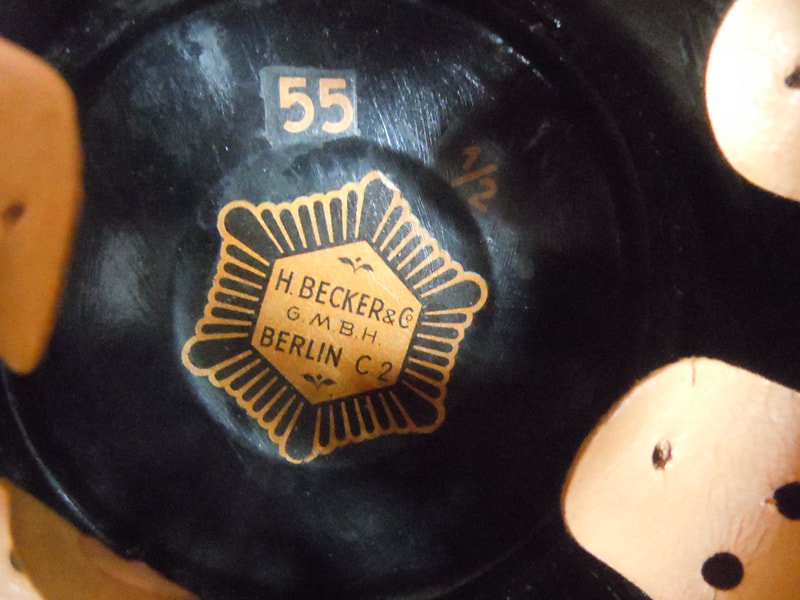 55
1/2
H. BECKER & Co
G.M.B.H.
BERLIN C 2